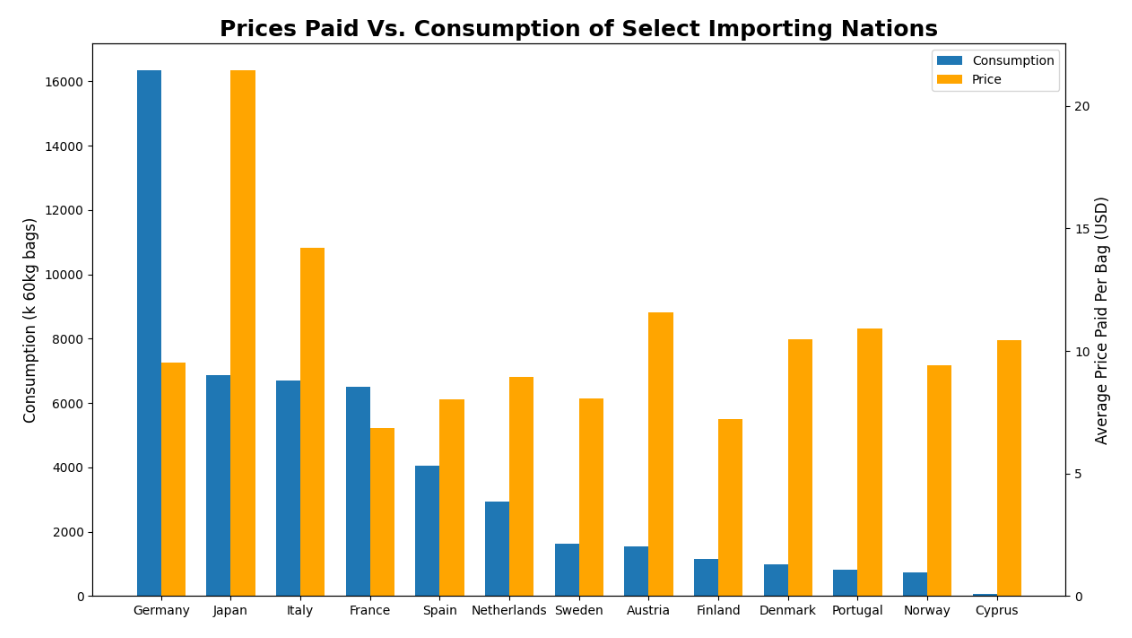 Prices Paid Vs. Consumption of Select Importing Nations
Consumption
Price
Consumption (k 60kg bags)
16000
14000
12000
10000
8000
6000
4000
2000
0
Average Price Paid Per Bag (USD)
20
15
10
5
0
Germany Japan Italy France Spain Netherlands Sweden Austria Finland Denmark Portugal Norway Cyprus